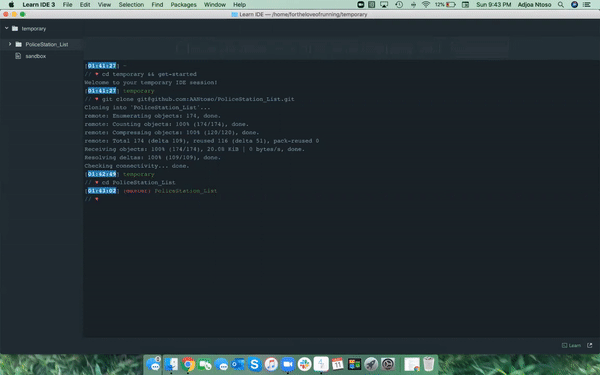 Learn IDE 3 File Edit View Selection Find Packages Window Help 12% Sun 9:43 PM Adjoa Ntoso
Learn IDE — /home/fortheloveofrunning/temporary
temporary
PoliceStation_List
sandbox
[01:41:27] ~
// ♥ cd temporary && get-started
Welcome to your temporary IDE session!
[01:41:27] temporary
// ♥ git clone git@github.com:AANtoso/PoliceStation_List.git
Cloning into 'PoliceStation_List'...
remote: Enumerating objects: 174, done.
remote: Counting objects: 100% (174/174), done.
remote: Compressing objects: 100% (120/120), done.
remote: Total 174 (delta 109), reused 116 (delta 51), pack-reused 0
Receiving objects: 100% (174/174), 20.09 KiB | 0 bytes/s, done.
Resolving deltas: 100% (109/109), done.
Checking connectivity... done.
[01:42:49] temporary
// ♥ cd PoliceStation_List
[01:43:02] (master) PoliceStation_List
// ♥
Learn